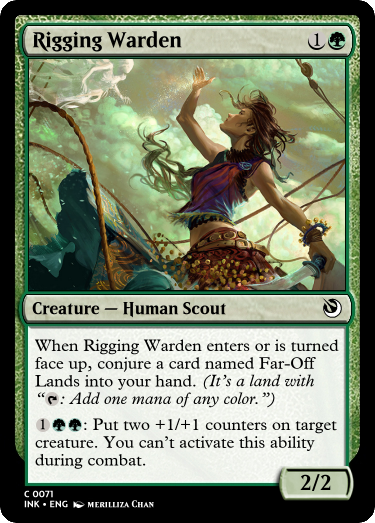 Rigging Warden 1
Creature — Human Scout
When Rigging Warden enters or is turned
face up, conjure a card named Far-Off
Lands into your hand. (It's a land with
“: Add one mana of any color.”)
1: Put two +1/+1 counters on target
creature. You can't activate this ability
during combat.
2/2
C 0071
INK • ENG MERILLIZA CHAN